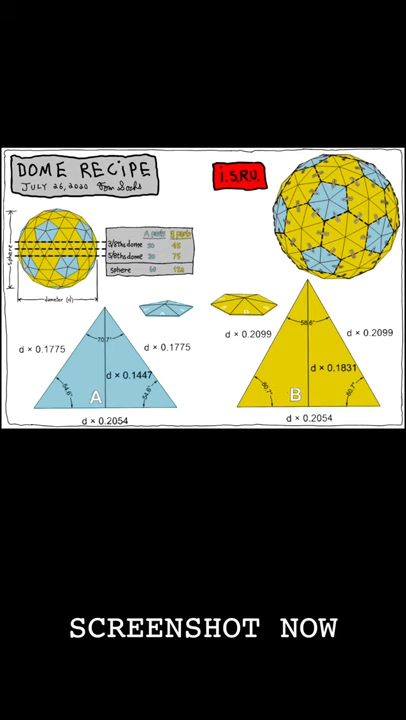 DOME RECIPE
JULY 26, 2020 Tom Sachs
i.S.R.U.
A parts B parts
3/8ths dome 30 45
5/8ths dome 30 75
sphere 60 120
sphere
diameter (d)
70.7°
58.6°
d × 0.1775
d × 0.1775
d × 0.2099
d × 0.2099
d × 0.1447
d × 0.1831
54.6°
54.6°
60.7°
60.7°
A
B
d × 0.2054
d × 0.2054
SCREENSHOT NOW